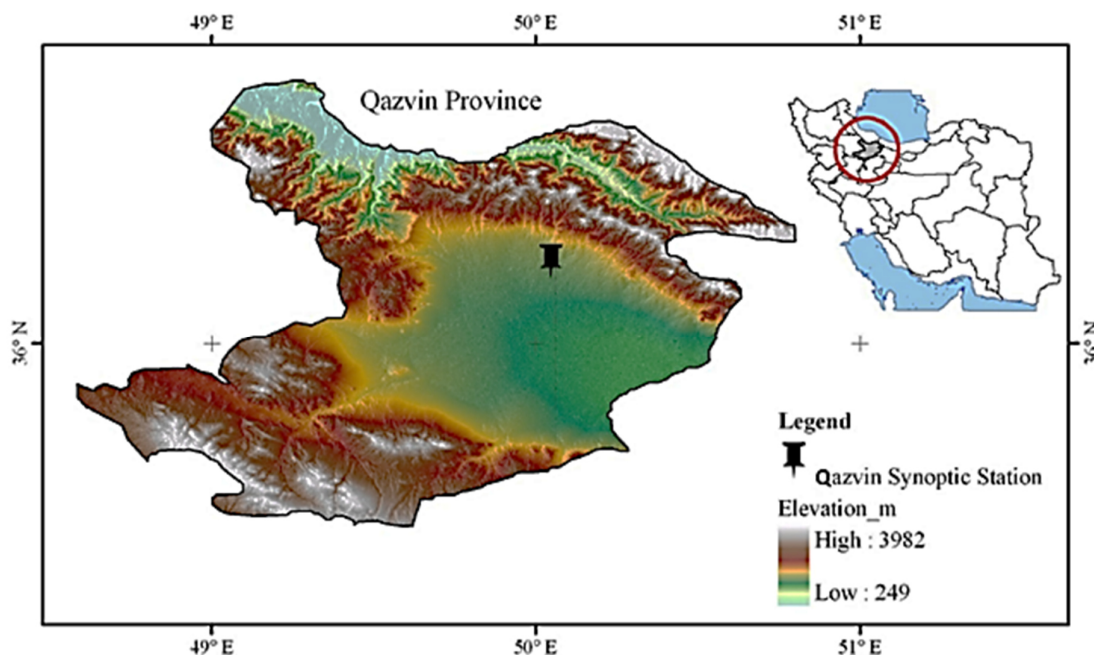 49° E 50° E 51° E
Qazvin Province
36° N 36° N
Legend
Qazvin Synoptic Station
Elevation_m
High : 3982
Low : 249
49° E 50° E 51° E